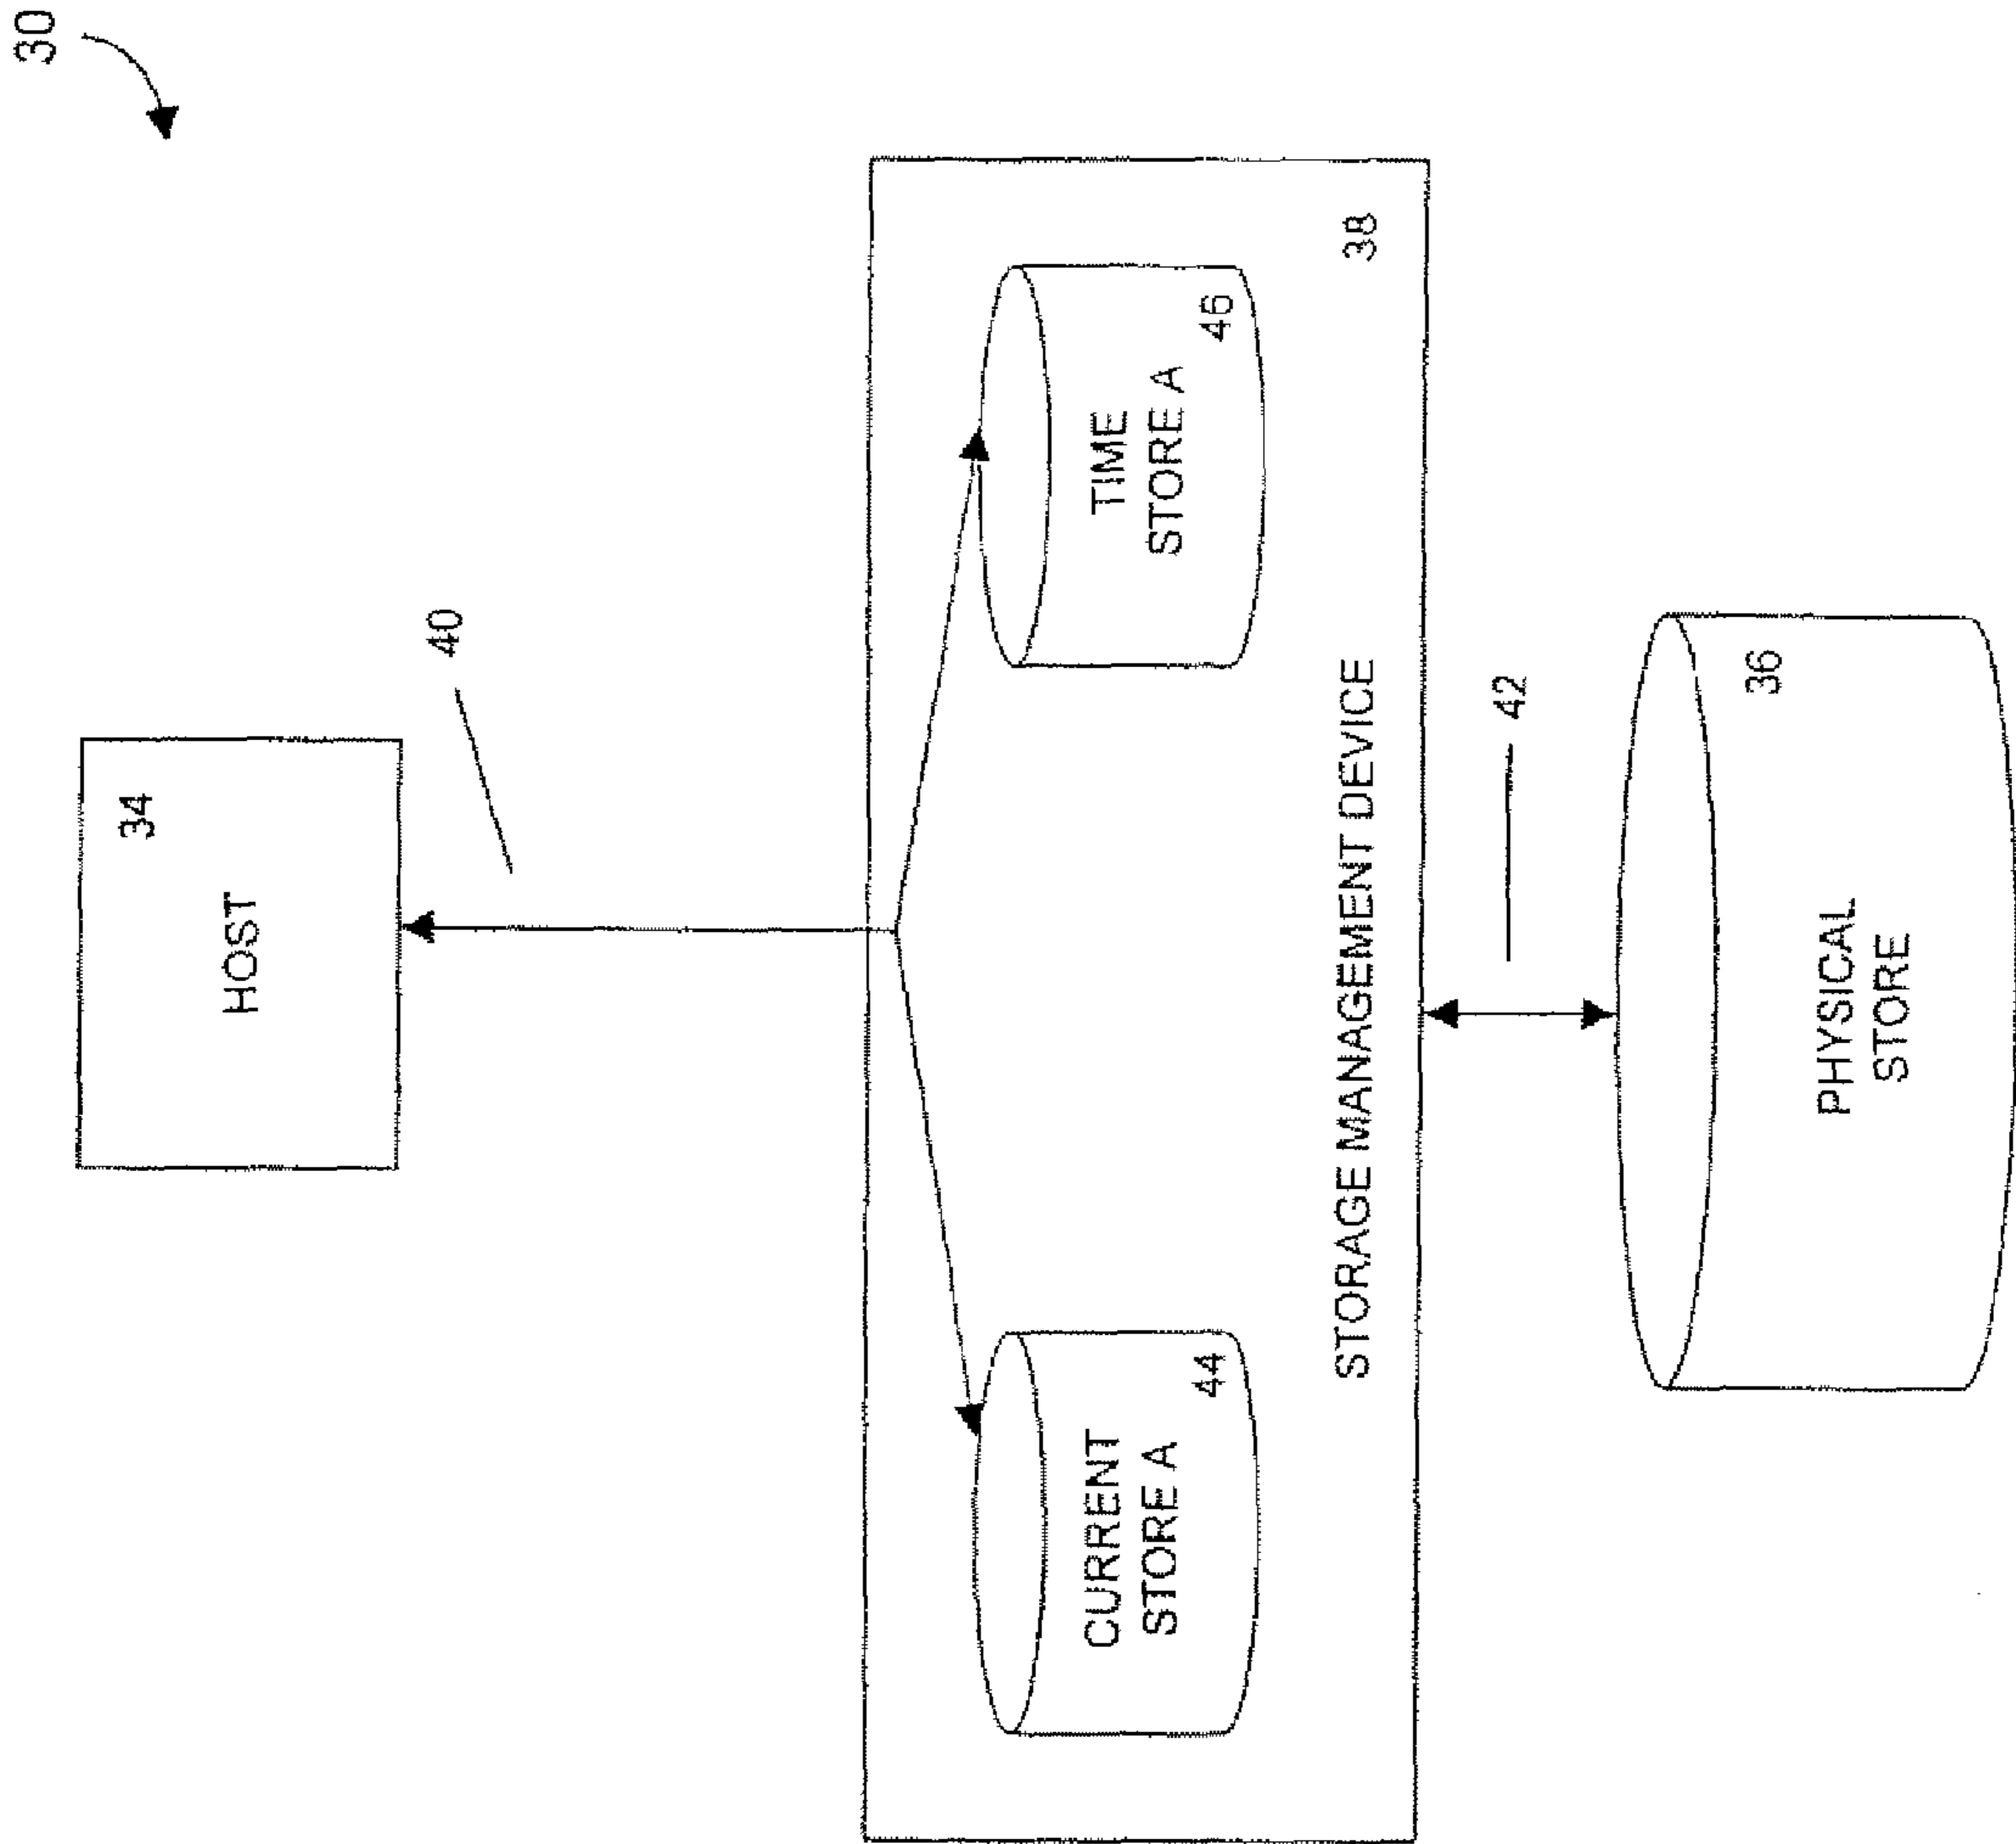 30
34
HOST
40
CURRENT
STORE A
44
TIME
STORE A
46
STORAGE MANAGEMENT DEVICE
38
42
36
PHYSICAL
STORE